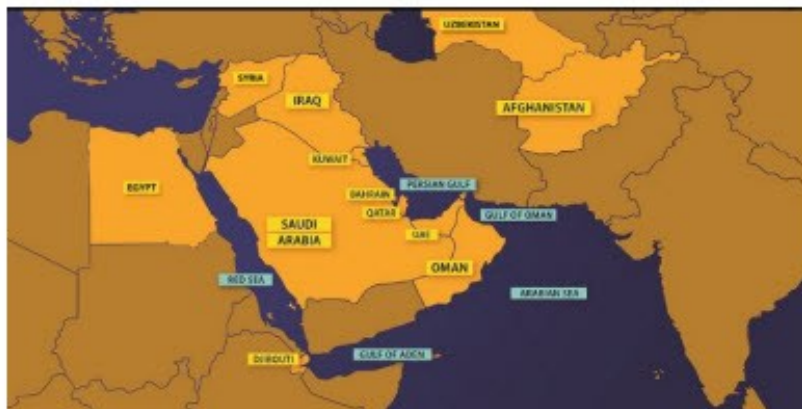 UZBEKISTAN
SYRIA
IRAQ
AFGHANISTAN
KUWAIT
EGYPT
BAHRAIN
PERSIAN GULF
QATAR
GULF OF OMAN
SAUDI
ARABIA
UAE
OMAN
RED SEA
ARABIAN SEA
DJIBOUTI
GULF OF ADEN